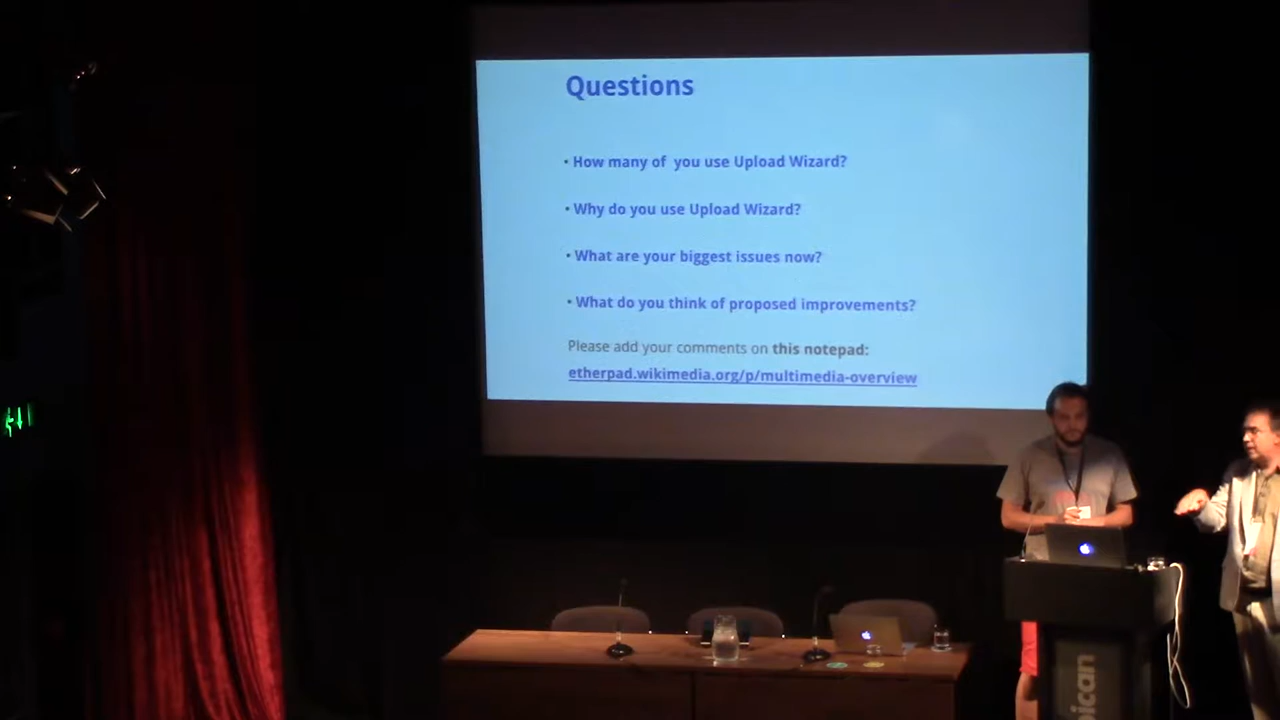 Questions
• How many of you use Upload Wizard?
• Why do you use Upload Wizard?
• What are your biggest issues now?
• What do you think of proposed improvements?
Please add your comments on this notepad:
etherpad.wikimedia.org/p/multimedia-overview
bican